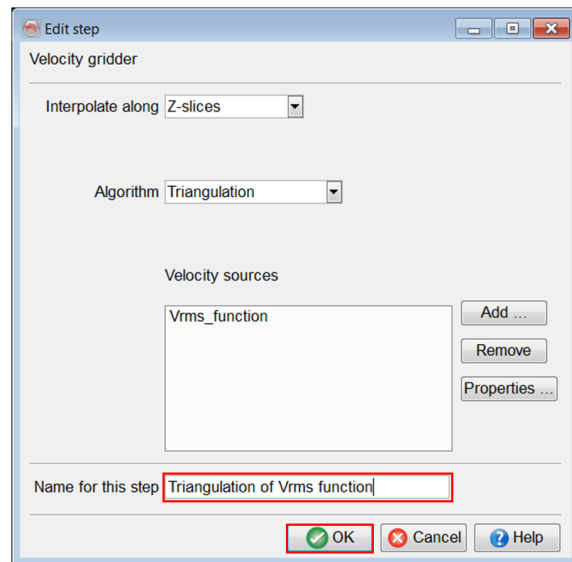 Edit step
Velocity gridder
Interpolate along Z-slices
Algorithm Triangulation
Velocity sources
Vrms_function
Add ...
Remove
Properties ...
Name for this step Triangulation of Vrms function
OK Cancel Help